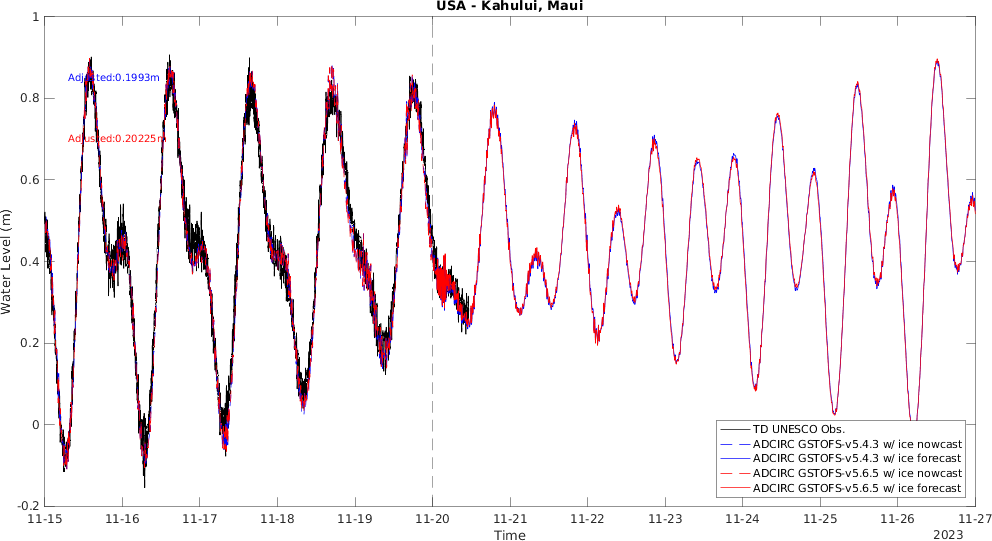 USA - Kahului, Maui
1
0.8
0.6
0.4
0.2
0
-0.2
Water Level (m)
Adjusted:0.1993m
Adjusted:0.20225m
TD UNESCO Obs.
ADCIRC GSTOFS-v5.4.3 w/ ice nowcast
ADCIRC GSTOFS-v5.4.3 w/ ice forecast
ADCIRC GSTOFS-v5.6.5 w/ ice nowcast
ADCIRC GSTOFS-v5.6.5 w/ ice forecast
11-15 11-16 11-17 11-18 11-19 11-20 11-21 11-22 11-23 11-24 11-25 11-26 11-27
Time
2023